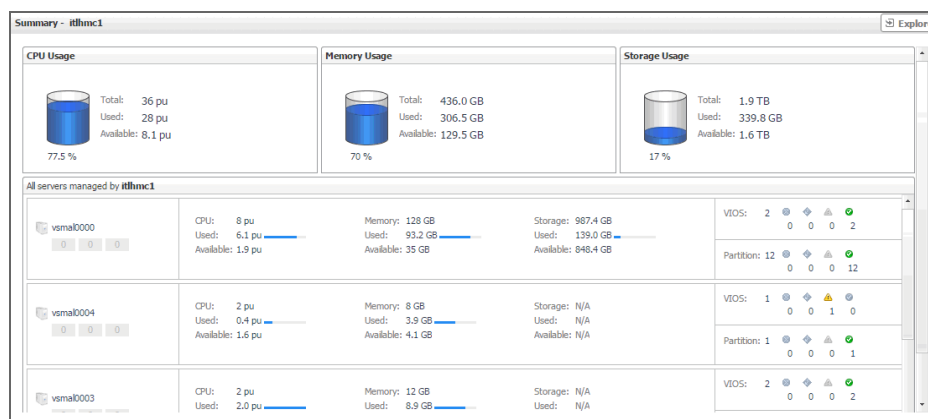 Summary - itlhmc1
Explor
CPU Usage
Total: 36 pu
Used: 28 pu
Available: 8.1 pu
77.5 %
Memory Usage
Total: 436.0 GB
Used: 306.5 GB
Available: 129.5 GB
70 %
Storage Usage
Total: 1.9 TB
Used: 339.8 GB
Available: 1.6 TB
17 %
All servers managed by itlhmc1
vsmal0000
0 0 0
CPU: 8 pu
Used: 6.1 pu
Available: 1.9 pu
Memory: 128 GB
Used: 93.2 GB
Available: 35 GB
Storage: 987.4 GB
Used: 139.0 GB
Available: 848.4 GB
VIOS: 2
0 0 0 2
Partition: 12
0 0 0 12
vsmal0004
0 0 0
CPU: 2 pu
Used: 0.4 pu
Available: 1.6 pu
Memory: 8 GB
Used: 3.9 GB
Available: 4.1 GB
Storage: N/A
Used: N/A
Available: N/A
VIOS: 1
0 0 1 0
Partition: 1
0 0 0 1
vsmal0003
0 0 0
CPU: 2 pu
Used: 2.0 pu
Memory: 12 GB
Used: 8.9 GB
Storage: N/A
Used: N/A
VIOS: 2
0 0 0 2